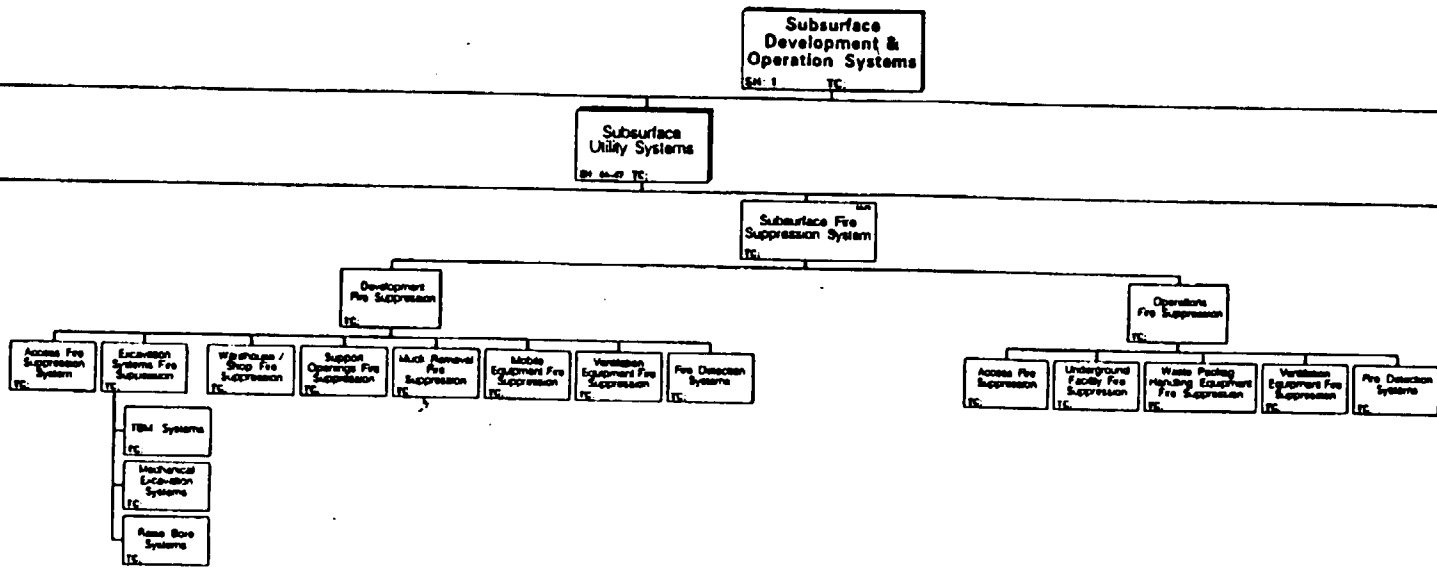 Subsurface
Development &
Operation Systems
SM: 1 TC:
Subsurface
Utility Systems
TC:
Subsurface Fire
Suppression System
TC:
Development
Fire Suppression
TC:
Operations
Fire Suppression
TC:
Access Fire
Suppression
System
TC:
Excavation
Systems Fire
Suppression
TC:
Warehouse /
Shop Fire
Suppression
TC:
Support
Openings Fire
Suppression
TC:
Muck Removal
Fire
Suppression
TC:
Mobile
Equipment Fire
Suppression
TC:
Ventilation
Equipment Fire
Suppression
TC:
Fire Detection
Systems
TC:
Access Fire
Suppression
TC:
Underground
Facility Fire
Suppression
TC:
Waste Packag
Handling Equipment
Fire Suppression
TC:
Ventilation
Equipment Fire
Suppression
TC:
Fire Detection
Systems
TC:
TBM Systems
TC:
Mechanical
Excavation
Systems
TC:
Raise Bore
Systems
TC: